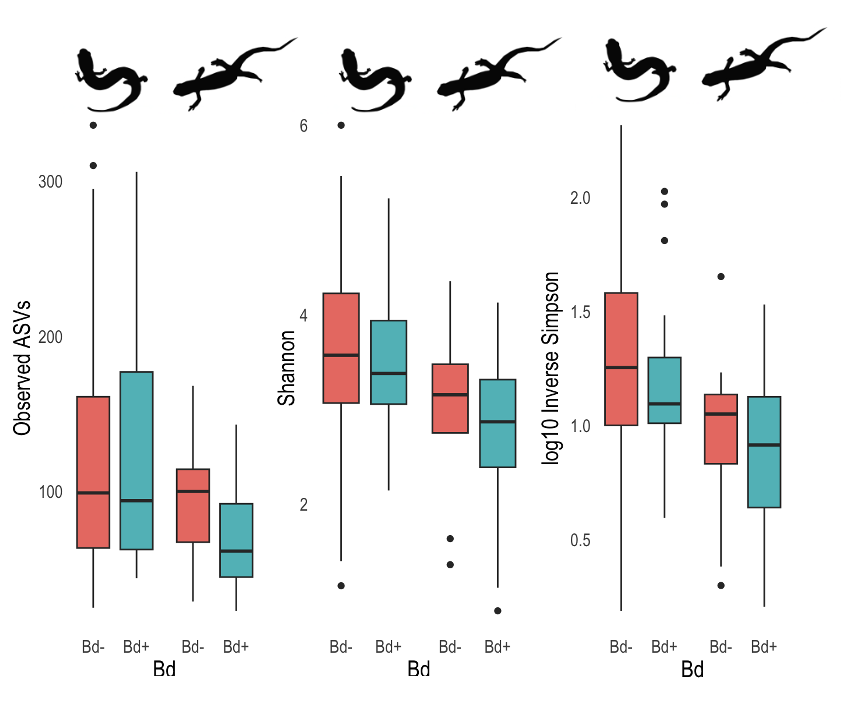 Observed ASVs
300
200
100
Bd- Bd+ Bd- Bd+
Bd
Shannon
6
4
2
Bd- Bd+ Bd- Bd+
Bd
log10 Inverse Simpson
2.0
1.5
1.0
0.5
Bd- Bd+ Bd- Bd+
Bd